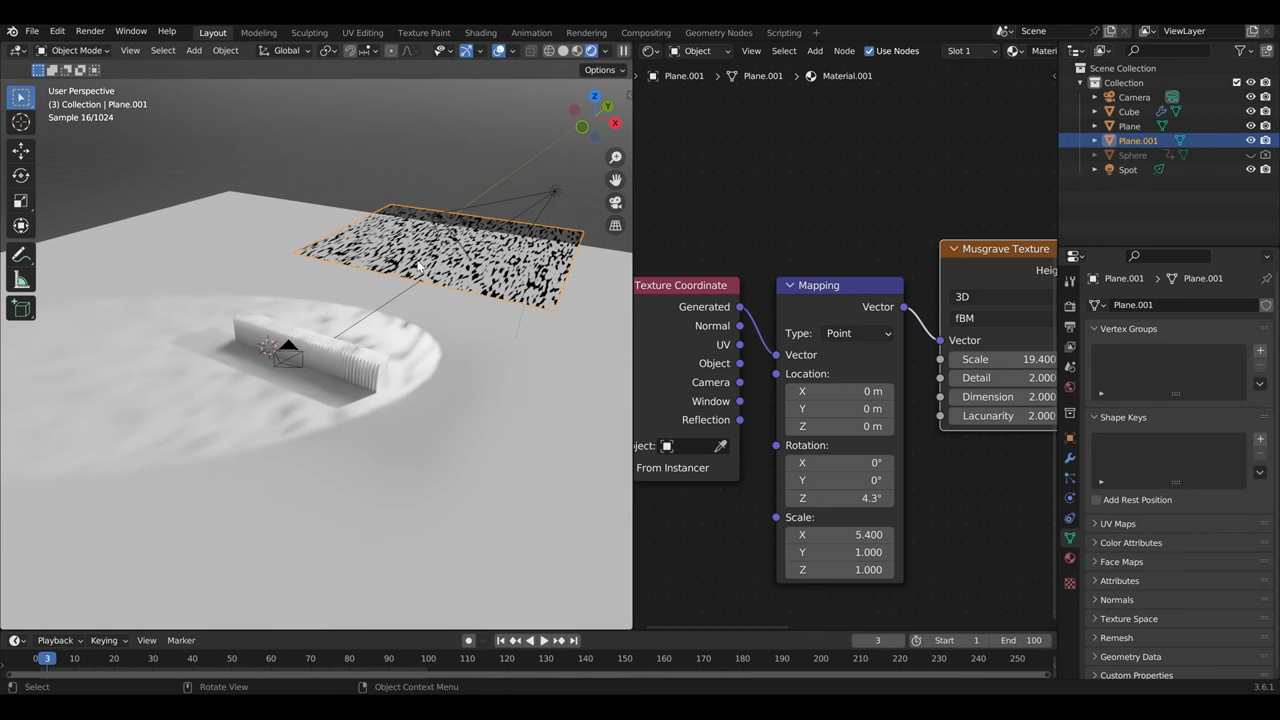 File Edit Render Window Help Layout Modeling Sculpting UV Editing Texture Paint Shading Animation Rendering Compositing Geometry Nodes Scripting + Scene ViewLayer
Object Mode View Select Add Object Global
Object View Select Add Node Use Nodes Slot 1 Materi
Options
User Perspective
(3) Collection | Plane.001
Sample 16/1024
Z
Y
X
Plane.001 Plane.001 Material.001
Texture Coordinate
Generated
Normal
UV
Object
Camera
Window
Reflection
bject:
From Instancer
Mapping
Vector
Type: Point
Vector
Location:
X 0 m
Y 0 m
Z 0 m
Rotation:
X 0°
Y 0°
Z 4.3°
Scale:
X 5.400
Y 1.000
Z 1.000
Musgrave Texture
Heig
3D
fBM
Vector
Scale 19.400
Detail 2.000
Dimension 2.000
Lacunarity 2.000
Scene Collection
Collection
Camera
Cube
Plane
Plane.001
Sphere
Spot
Plane.001 Plane.001
Plane.001
Vertex Groups
Shape Keys
Add Rest Position
UV Maps
Color Attributes
Face Maps
Attributes
Normals
Texture Space
Remesh
Geometry Data
Custom Properties
Playback Keying View Marker 3 Start 1 End 100
0 3 10 20 30 40 50 60 70 80 90 100 110 120 130 140 150 160 170 180 190 200 210 220 230 240 250
Select Rotate View Object Context Menu 3.6.1